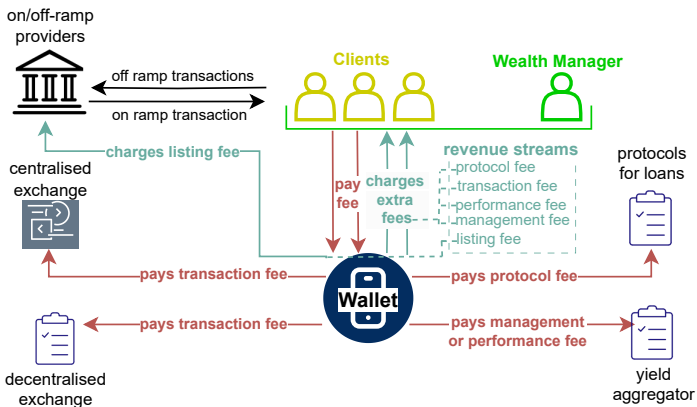 on/off-ramp
providers
off ramp transactions
on ramp transaction
Clients
Wealth Manager
charges listing fee
centralised
exchange
pay
fee
charges
extra
fees
revenue streams
protocol fee
transaction fee
performance fee
management fee
listing fee
protocols
for loans
pays transaction fee
Wallet
pays protocol fee
pays transaction fee
pays management
or performance fee
decentralised
exchange
yield
aggregator